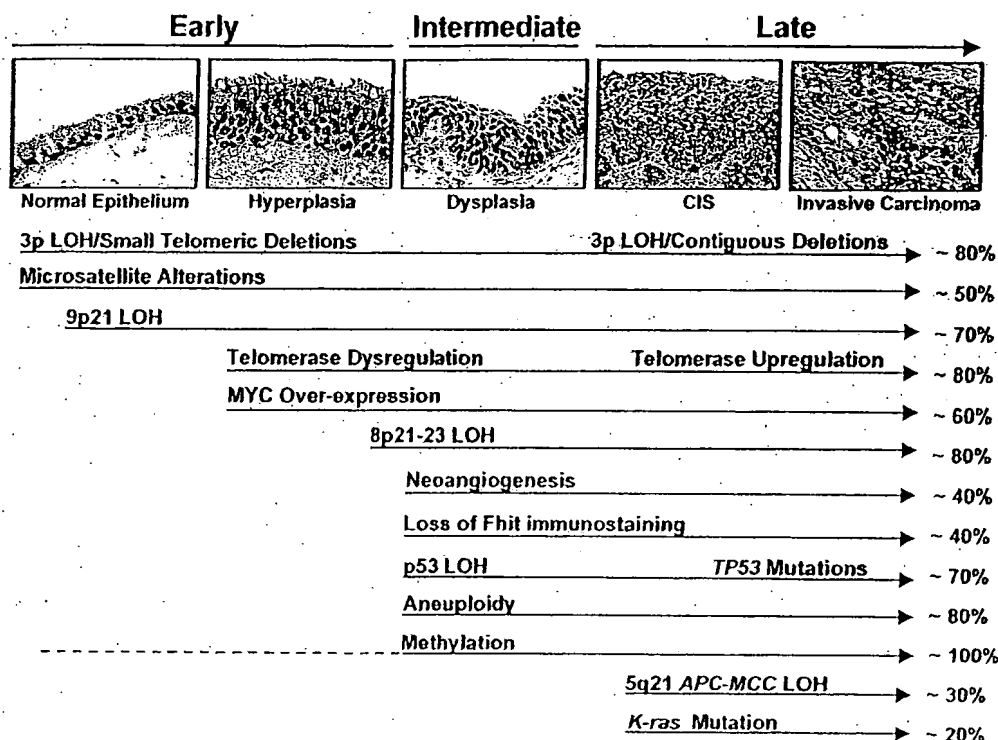 Early Intermediate Late
Normal Epithelium Hyperplasia Dysplasia CIS Invasive Carcinoma
3p LOH/Small Telomeric Deletions 3p LOH/Contiguous Deletions ~ 80%
Microsatellite Alterations ~ 50%
9p21 LOH ~ 70%
Telomerase Dysregulation Telomerase Upregulation ~ 80%
MYC Over-expression ~ 60%
8p21-23 LOH ~ 80%
Neoangiogenesis ~ 40%
Loss of Fhit immunostaining ~ 40%
p53 LOH TP53 Mutations ~ 70%
Aneuploidy ~ 80%
Methylation ~ 100%
5q21 APC-MCC LOH ~ 30%
K-ras Mutation ~ 20%